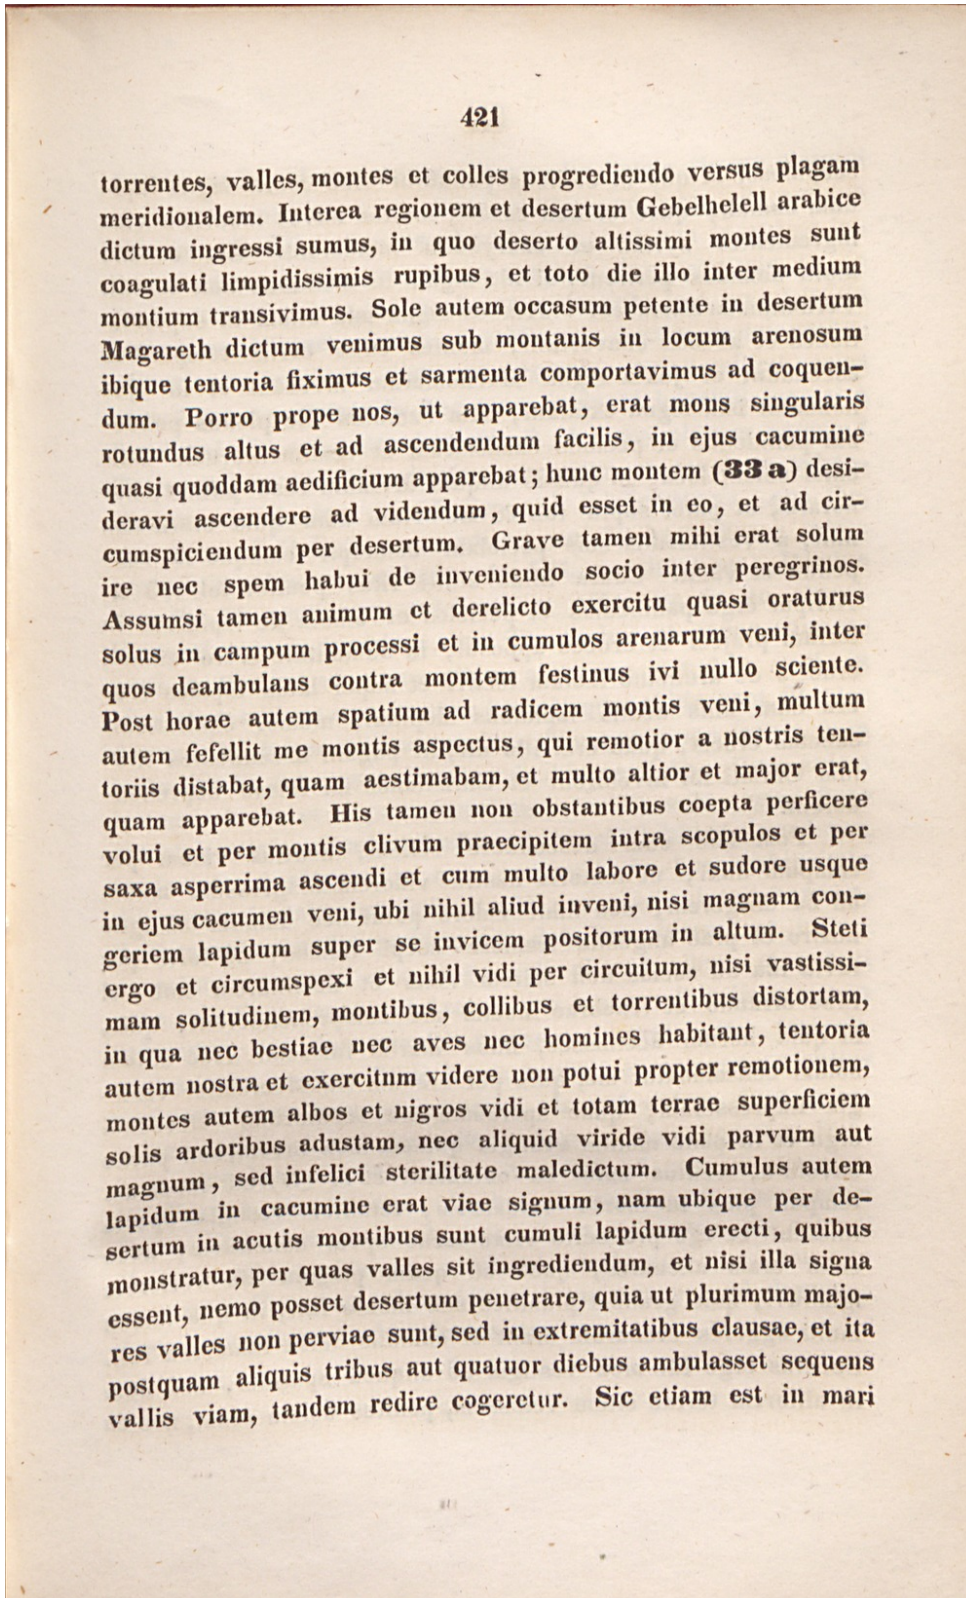 421
torrentes, valles, montes et colles progrediendo versus plagam
meridionalem. Interea regionem et desertum Gebelhelell arabice
dictum ingressi sumus, in quo deserto altissimi montes sunt
coagulati limpidissimis rupibus, et toto die illo inter medium
montium transivimus. Sole autem occasum petente in desertum
Magareth dictum venimus sub montanis in locum arenosum
ibique tentoria fiximus et sarmenta comportavimus ad coquen-
dum. Porro prope nos, ut apparebat, erat mons singularis
rotundus altus et ad ascendendum facilis, in ejus cacumine
quasi quoddam aedificium apparebat; hunc montem (33 a) desi-
deravi ascendere ad videndum, quid esset in eo, et ad cir-
cumspiciendum per desertum. Grave tamen mihi erat solum
ire nec spem habui de inveniendo socio inter peregrinos.
Assumsi tamen animum et derelicto exercitu quasi oraturus
solus in campum processi et in cumulos arenarum veni, inter
quos deambulans contra montem festinus ivi nullo sciente.
Post horae autem spatium ad radicem montis veni, multum
autem fefellit me montis aspectus, qui remotior a nostris ten-
toriis distabat, quam aestimabam, et multo altior et major erat,
quam apparebat. His tamen non obstantibus coepta perficere
volui et per montis clivum praecipitem intra scopulos et per
saxa asperrima ascendi et cum multo labore et sudore usque
in ejus cacumen veni, ubi nihil aliud inveni, nisi magnam con-
geriem lapidum super se invicem positorum in altum. Steti
ergo et circumspexi et nihil vidi per circuitum, nisi vastissi-
mam solitudinem, montibus, collibus et torrentibus distortam,
in qua nec bestiae nec aves nec homines habitant, tentoria
autem nostra et exercitum videre non potui propter remotionem,
montes autem albos et nigros vidi et totam terrae superficiem
solis ardoribus adustam, nec aliquid viride vidi parvum aut
magnum, sed infelici sterilitate maledictum. Cumulus autem
lapidum in cacumine erat viae signum, nam ubique per de-
sertum in acutis montibus sunt cumuli lapidum erecti, quibus
monstratur, per quas valles sit ingrediendum, et nisi illa signa
essent, nemo posset desertum penetrare, quia ut plurimum majo-
res valles non perviae sunt, sed in extremitatibus clausae, et ita
postquam aliquis tribus aut quatuor diebus ambulasset sequens
vallis viam, tandem redire cogeretur. Sic etiam est in mari